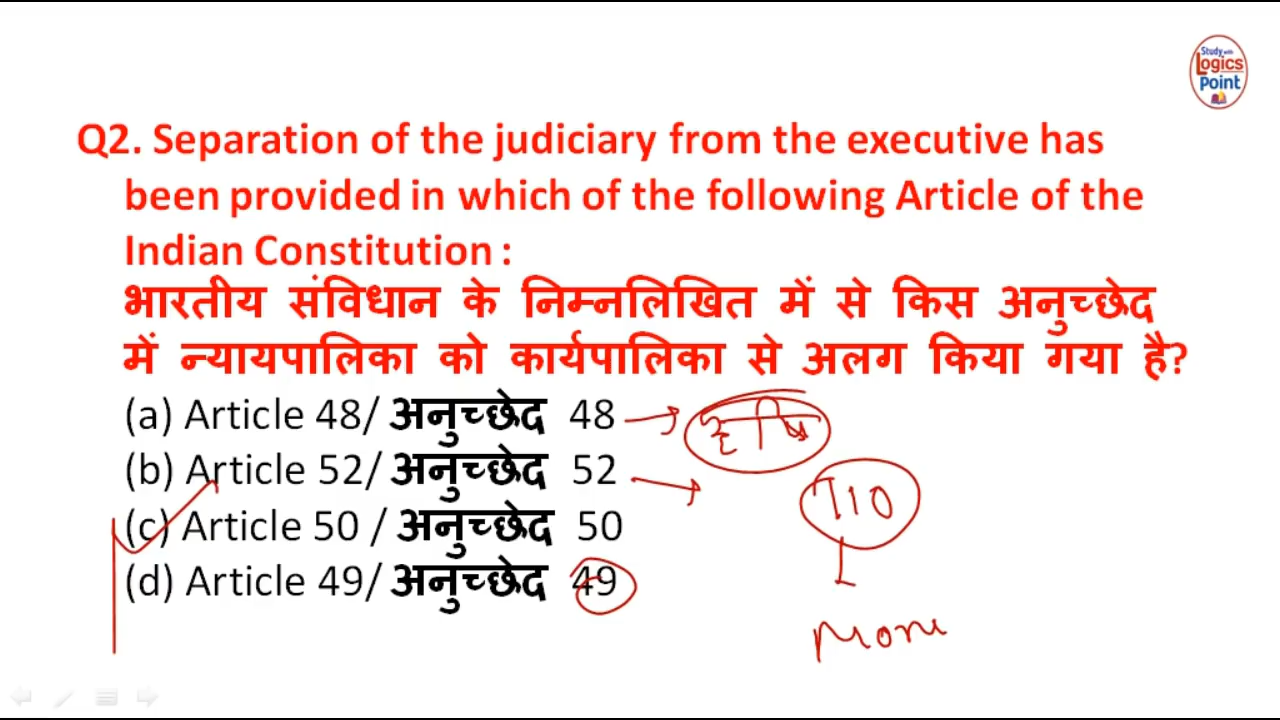 Study with
Logics
Point
Q2. Separation of the judiciary from the executive has
been provided in which of the following Article of the
Indian Constitution :
भारतीय संविधान के निम्नलिखित में से किस अनुच्छेद
में न्यायपालिका को कार्यपालिका से अलग किया गया है?
(a) Article 48/ अनुच्छेद 48
(b) Article 52/ अनुच्छेद 52
(c) Article 50 / अनुच्छेद 50
(d) Article 49/ अनुच्छेद 49